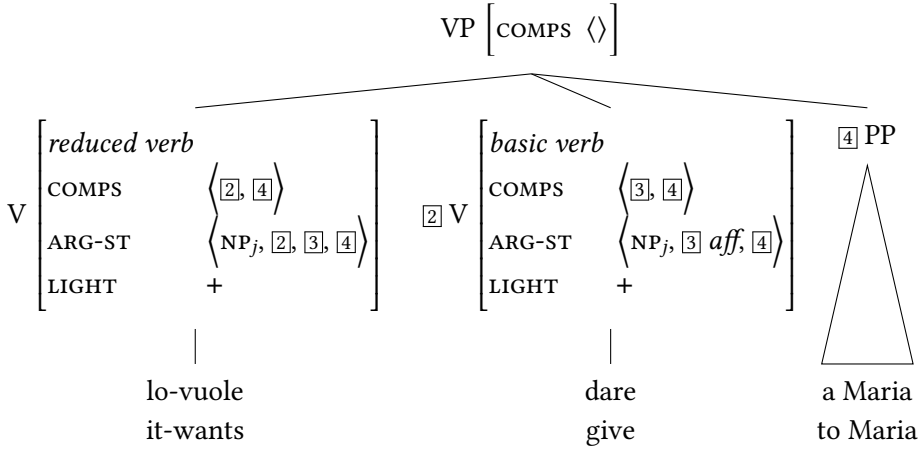 VP [COMPS ⟨⟩]
V [reduced verb
COMPS ⟨[2], [4]⟩
ARG-ST ⟨NPⱼ, [2], [3], [4]⟩
LIGHT +]
[2] V [basic verb
COMPS ⟨[3], [4]⟩
ARG-ST ⟨NPⱼ, [3] aff, [4]⟩
LIGHT +]
[4] PP
lo-vuole dare a Maria
it-wants give to Maria